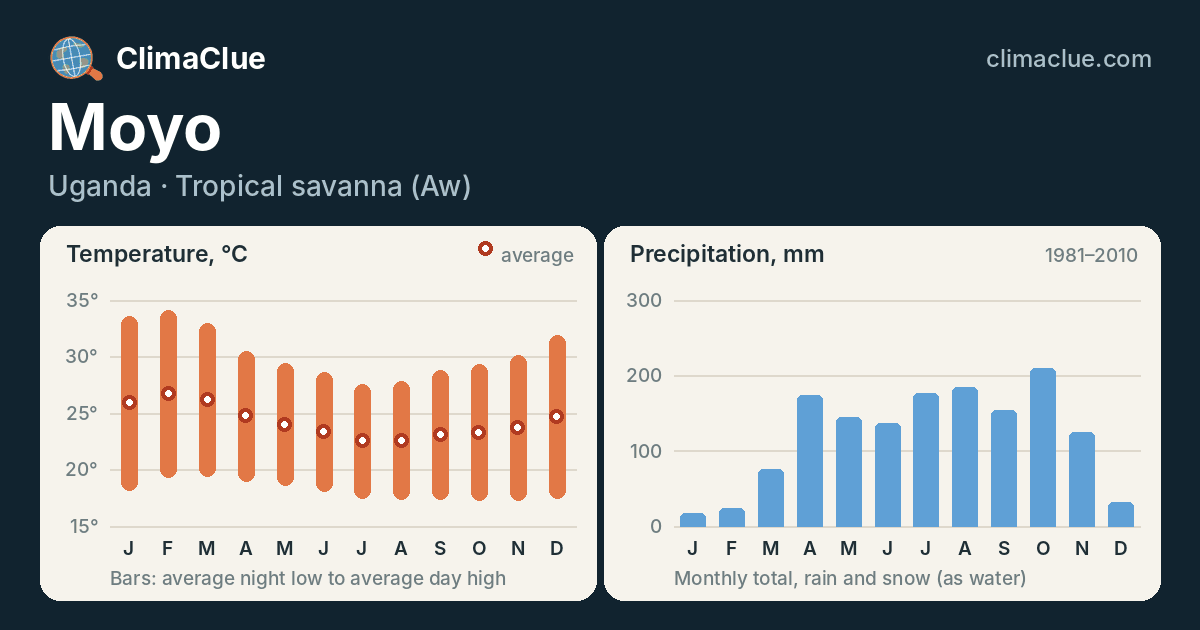 ClimaClue
climaclue.com
Moyo
Uganda · Tropical savanna (Aw)
Temperature, °C
average
35°
30°
25°
20°
15°
J F M A M J J A S O N D
Bars: average night low to average day high
Precipitation, mm
1981–2010
300
200
100
0
J F M A M J J A S O N D
Monthly total, rain and snow (as water)